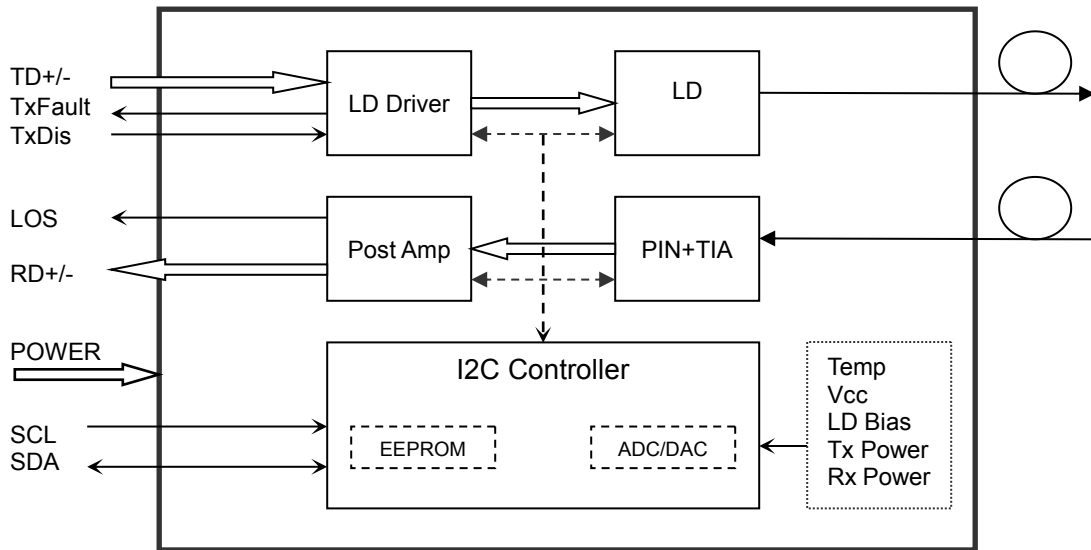 TD+/-
TxFault
TxDis
LD Driver
LD
LOS
RD+/-
Post Amp
PIN+TIA
POWER
SCL
SDA
I2C Controller
EEPROM
ADC/DAC
Temp
Vcc
LD Bias
Tx Power
Rx Power